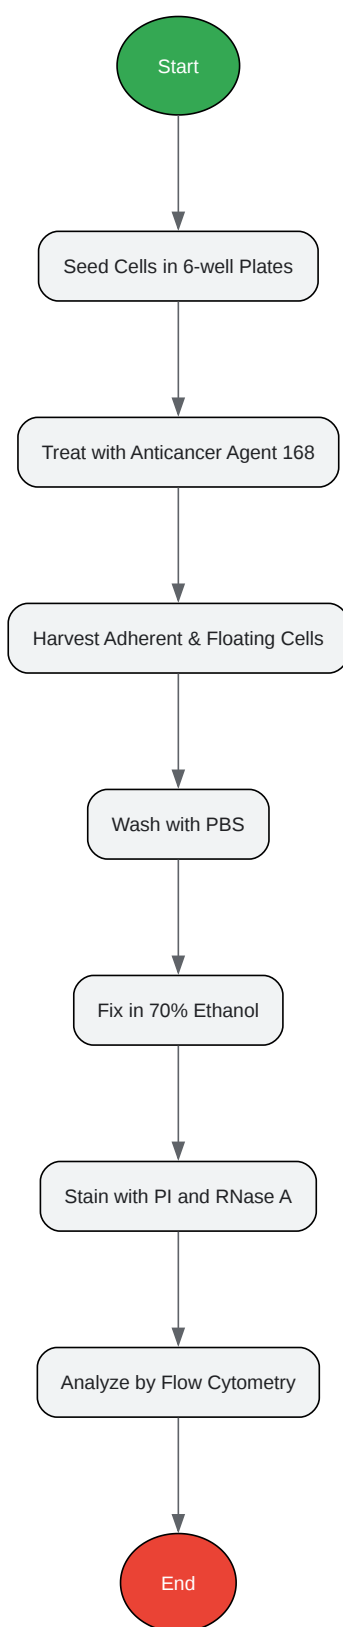 Start
Seed Cells in 6-well Plates
Treat with Anticancer Agent 168
Harvest Adherent & Floating Cells
Wash with PBS
Fix in 70% Ethanol
Stain with PI and RNase A
Analyze by Flow Cytometry
End